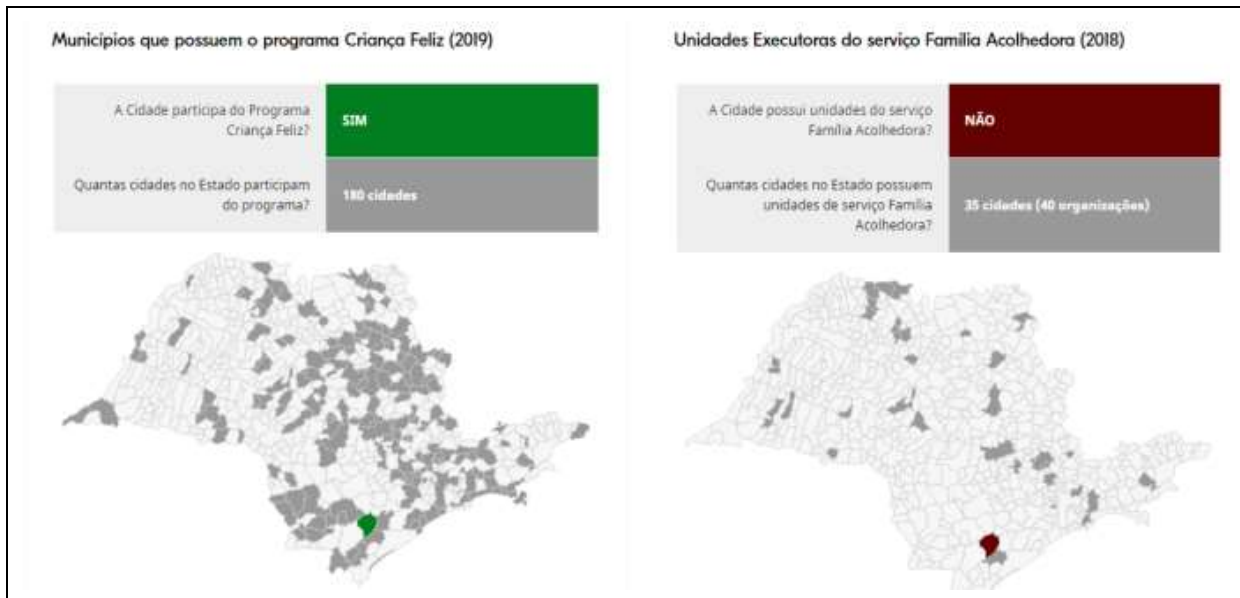 Municípios que possuem o programa Criança Feliz (2019)
A Cidade participa do Programa
Criança Feliz?
SIM
Quantas cidades no Estado participam
do programa?
180 cidades
Unidades Executoras do serviço Família Acolhedora (2018)
A Cidade possui unidades do serviço
Família Acolhedora?
NÃO
Quantas cidades no Estado possuem
unidades de serviço Família
Acolhedora?
35 cidades (40 organizações)